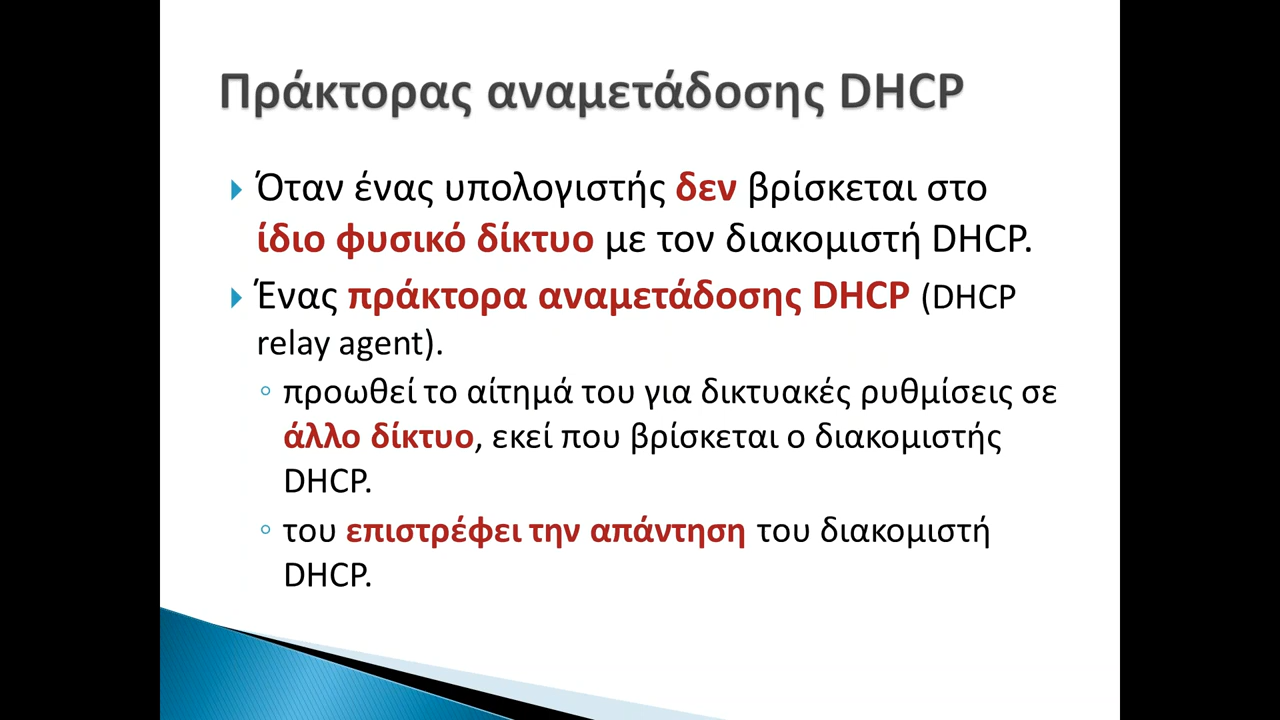 Πράκτορας αναμετάδοσης DHCP
Όταν ένας υπολογιστής δεν βρίσκεται στο
ίδιο φυσικό δίκτυο με τον διακομιστή DHCP.
Ένας πράκτορα αναμετάδοσης DHCP (DHCP
relay agent).
προωθεί το αίτημά του για δικτυακές ρυθμίσεις σε
άλλο δίκτυο, εκεί που βρίσκεται ο διακομιστής
DHCP.
του επιστρέφει την απάντηση του διακομιστή
DHCP.